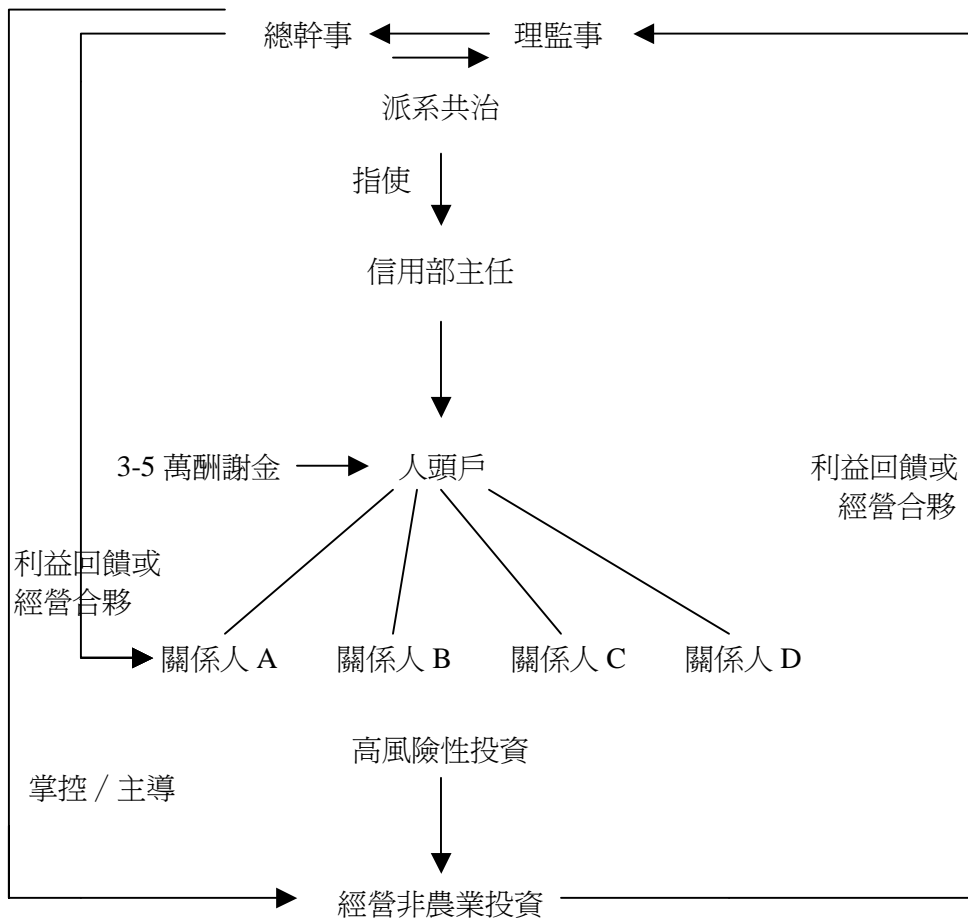 總幹事 理監事
派系共治
指使
信用部主任
3-5 萬酬謝金 人頭戶
利益回饋或
經營合夥
利益回饋或
經營合夥
關係人 A 關係人 B 關係人 C 關係人 D
高風險性投資
掌控 / 主導
經營非農業投資